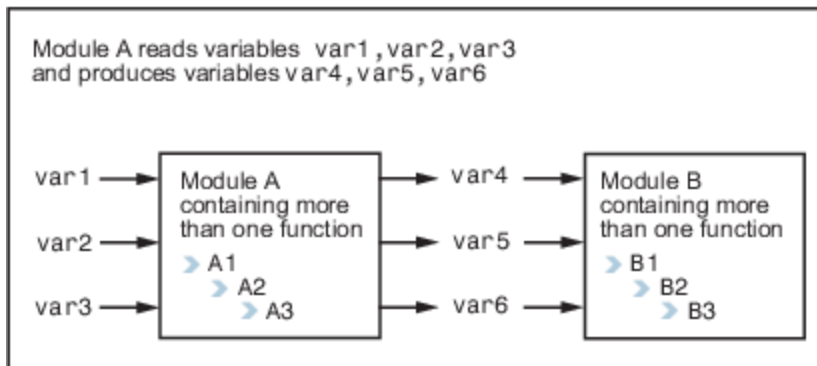 Module A reads variables var1,var2,var3
and produces variables var4,var5,var6
var1
var2
var3
Module A
containing more
than one function
A1
A2
A3
var4
var5
var6
Module B
containing more
than one function
B1
B2
B3